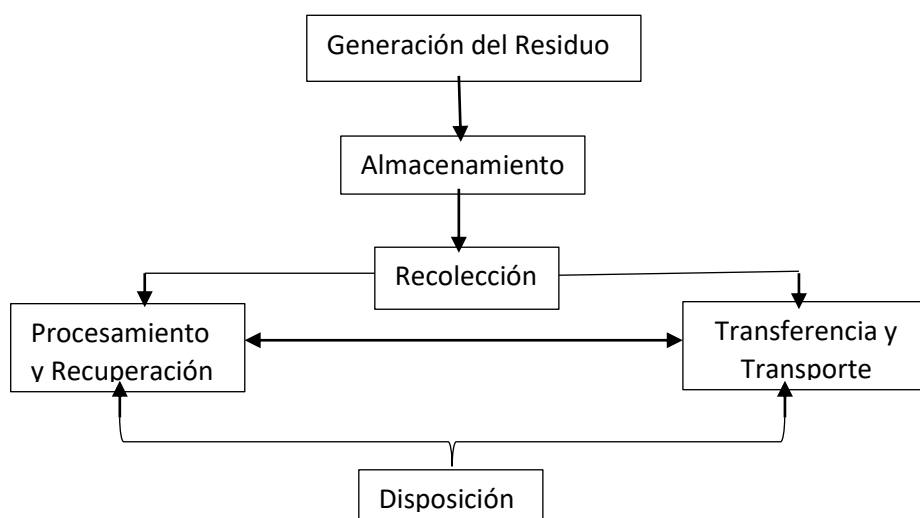 Generación del Residuo
Almacenamiento
Recolección
Procesamiento
y Recuperación
Transferencia y
Transporte
Disposición